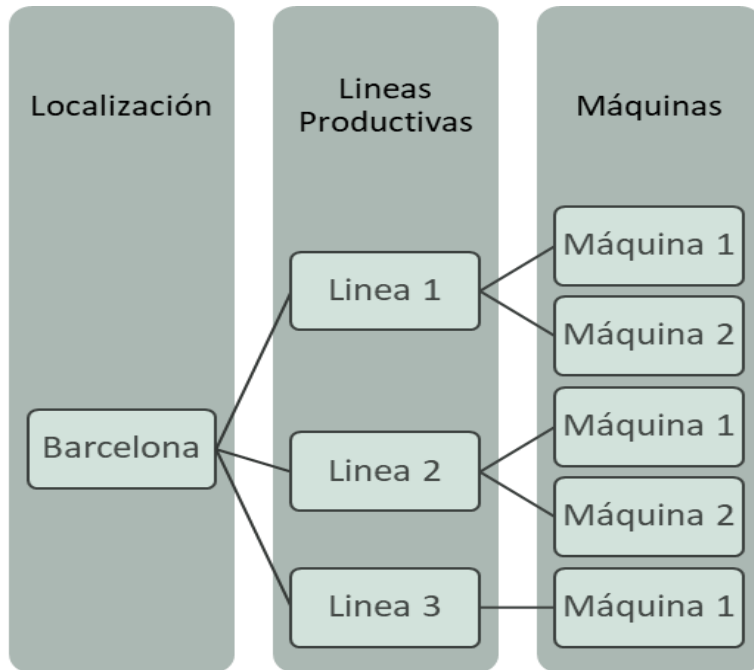 Localización
Lineas
Productivas
Máquinas
Barcelona
Linea 1
Linea 2
Linea 3
Máquina 1
Máquina 2
Máquina 1
Máquina 2
Máquina 1